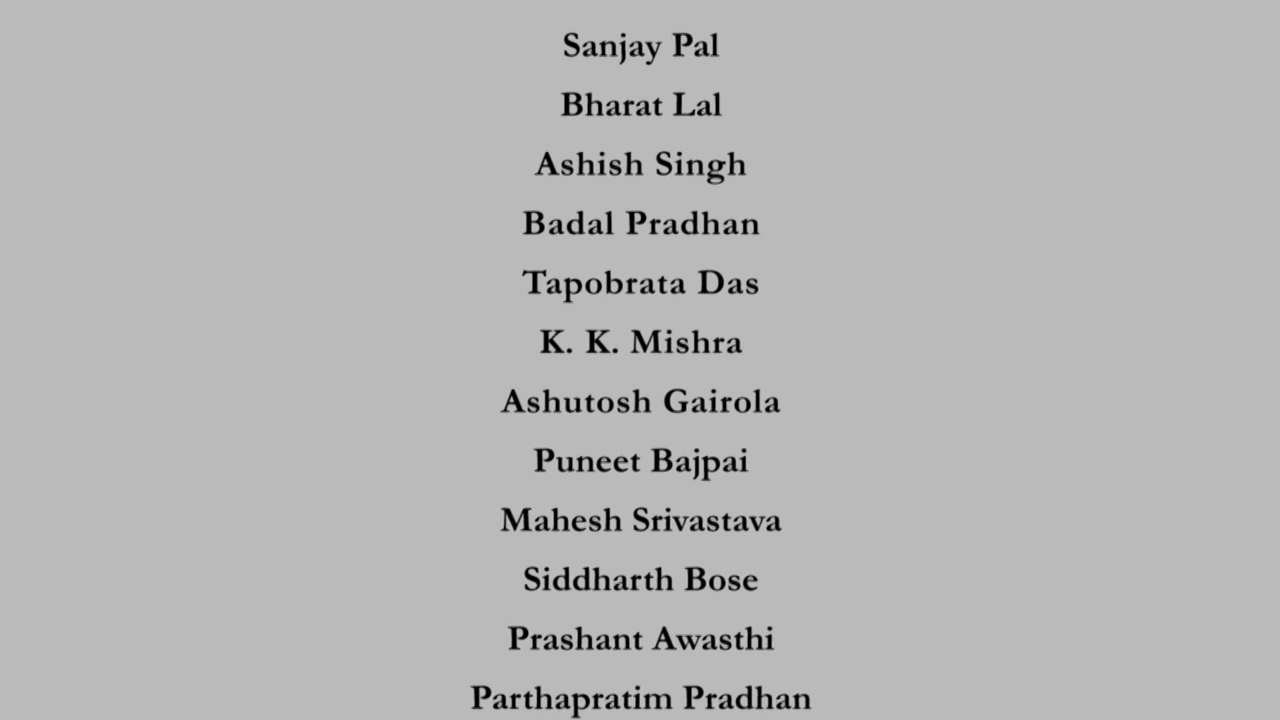 Sanjay Pal
Bharat Lal
Ashish Singh
Badal Pradhan
Tapobrata Das
K. K. Mishra
Ashutosh Gairola
Puneet Bajpai
Mahesh Srivastava
Siddharth Bose
Prashant Awasthi
Parthapratim Pradhan